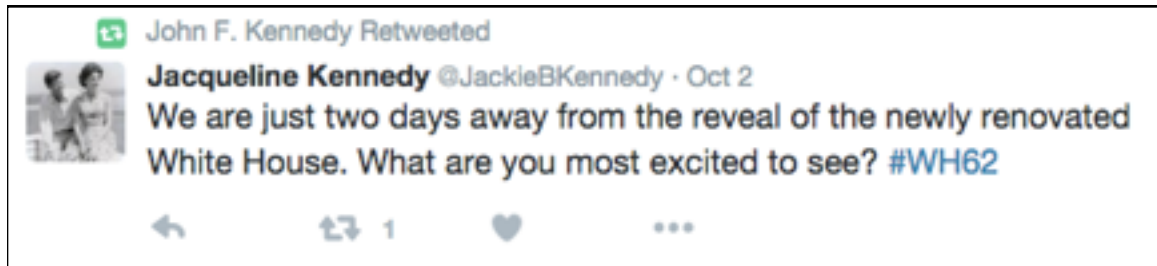 John F. Kennedy Retweeted
Jacqueline Kennedy @JackieBKennedy · Oct 2
We are just two days away from the reveal of the newly renovated
White House. What are you most excited to see? #WH62
1